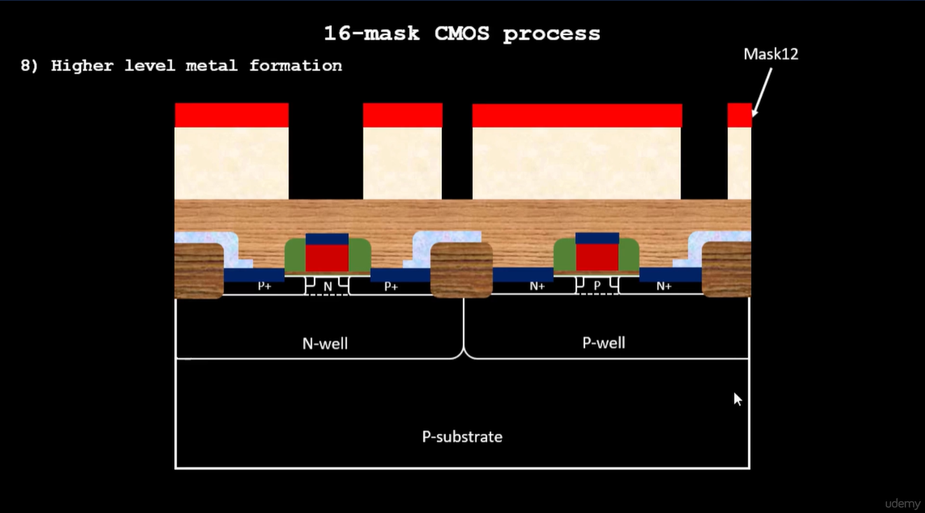 16-mask CMOS process
8) Higher level metal formation
Mask12
P+ N P+ N+ P N+
N-well P-well
P-substrate
udemy